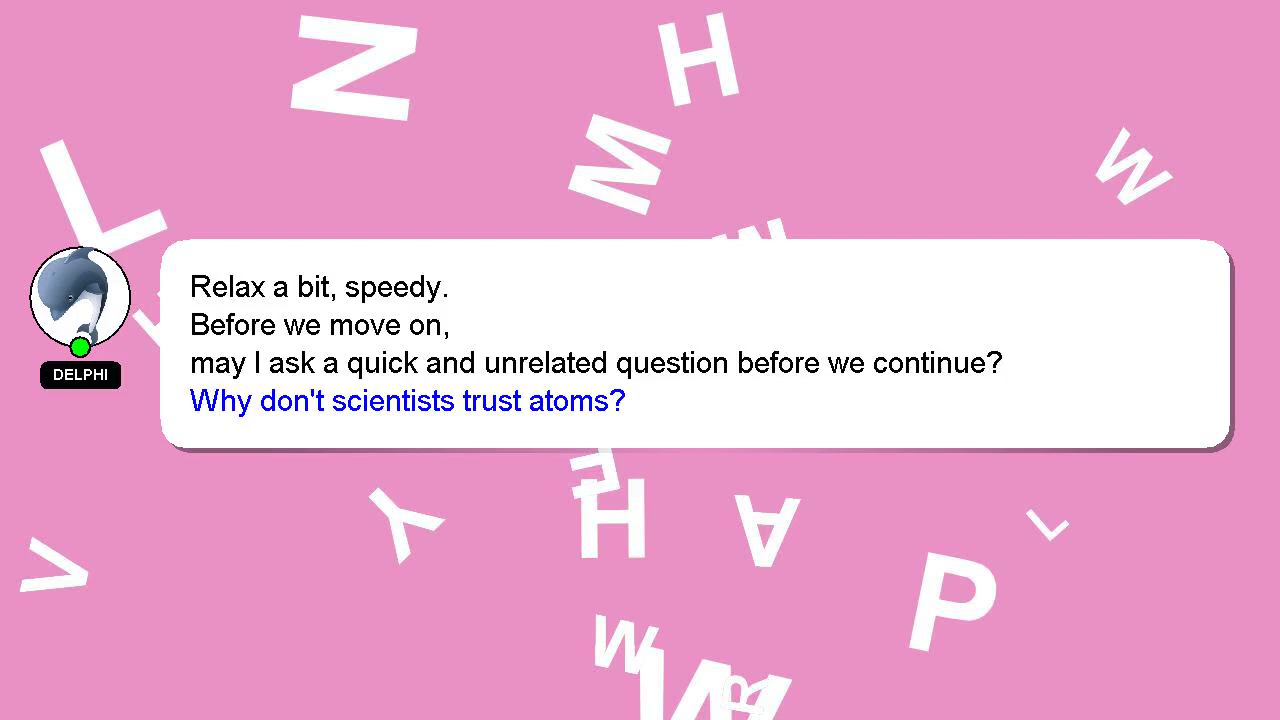 Z
H
M
L
W
W
Relax a bit, speedy.
Before we move on,
may I ask a quick and unrelated question before we continue?
Why don't scientists trust atoms?
DELPHI
E
H
Y
A
L
V
P
W
W
R